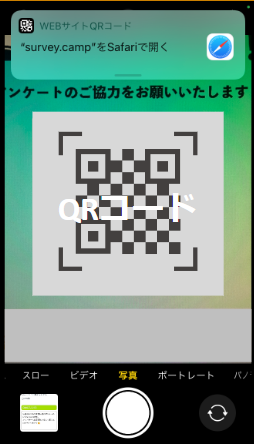 WEBサイトQRコード
“survey.camp”をSafariで開く
ンケートのご協力をお願いいたします
QRコード
スロー ビデオ 写真 ポートレート パノ